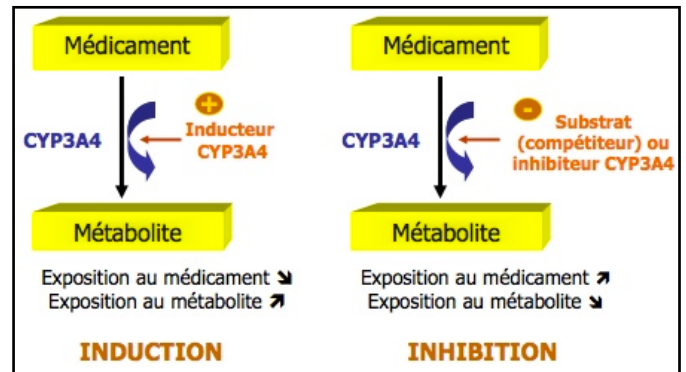 Médicament
+
Inducteur
CYP3A4
CYP3A4
Métabolite
Exposition au médicament ➘
Exposition au métabolite ➚
INDUCTION
Médicament
-
Substrat
(compétiteur) ou
inhibiteur CYP3A4
CYP3A4
Métabolite
Exposition au médicament ➚
Exposition au métabolite ➘
INHIBITION